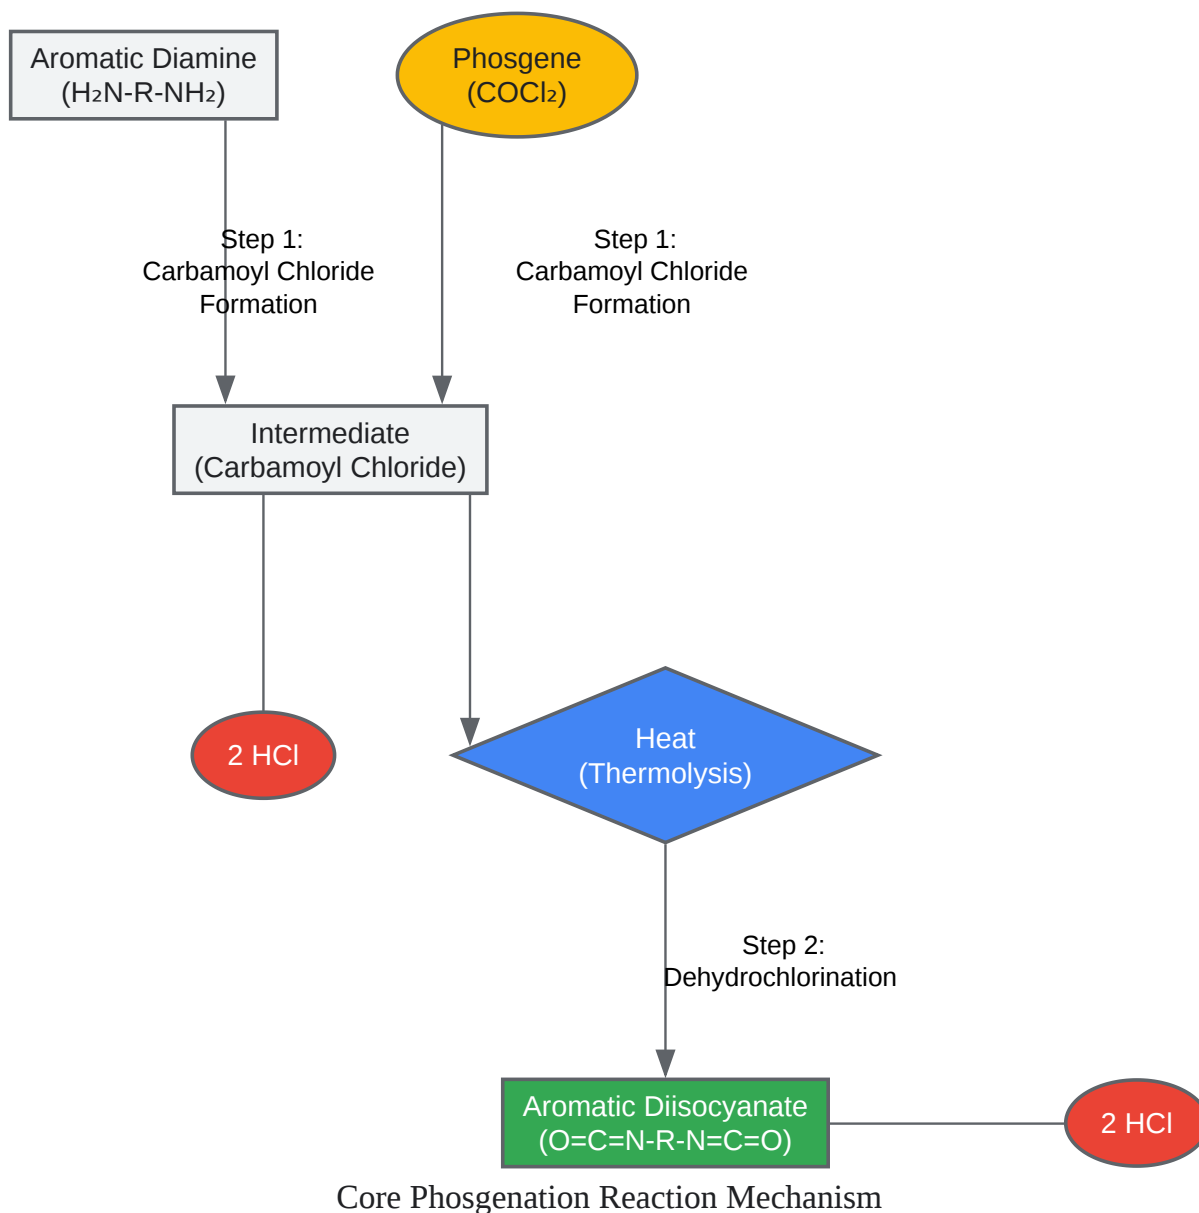 Aromatic Diamine
(H₂N-R-NH₂)
Phosgene
(COCl₂)
Step 1:
Carbamoyl Chloride
Formation
Step 1:
Carbamoyl Chloride
Formation
Intermediate
(Carbamoyl Chloride)
2 HCl
Heat
(Thermolysis)
Step 2:
Dehydrochlorination
Aromatic Diisocyanate
(O=C=N-R-N=C=O)
2 HCl
Core Phosgenation Reaction Mechanism